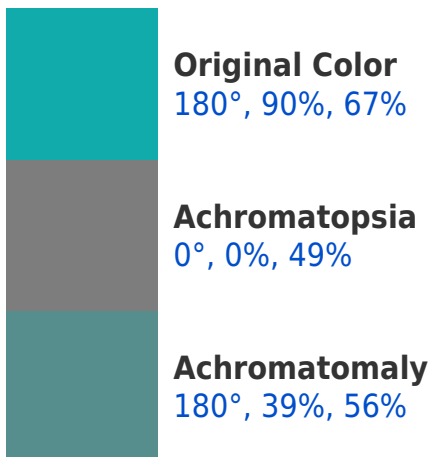 Original Color
180°, 90%, 67%
Achromatopsia
0°, 0%, 49%
Achromatomaly
180°, 39%, 56%